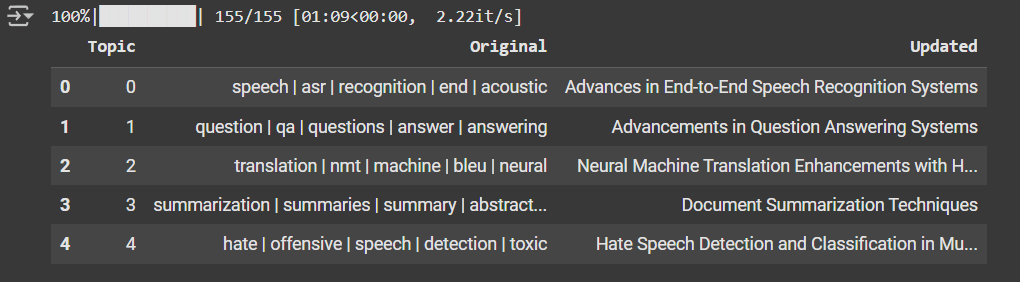 100%|██████████| 155/155 [01:09<00:00, 2.22it/s]
Topic Original Updated
0 0 speech | asr | recognition | end | acoustic Advances in End-to-End Speech Recognition Systems
1 1 question | qa | questions | answer | answering Advancements in Question Answering Systems
2 2 translation | nmt | machine | bleu | neural Neural Machine Translation Enhancements with H...
3 3 summarization | summaries | summary | abstract... Document Summarization Techniques
4 4 hate | offensive | speech | detection | toxic Hate Speech Detection and Classification in Mu...